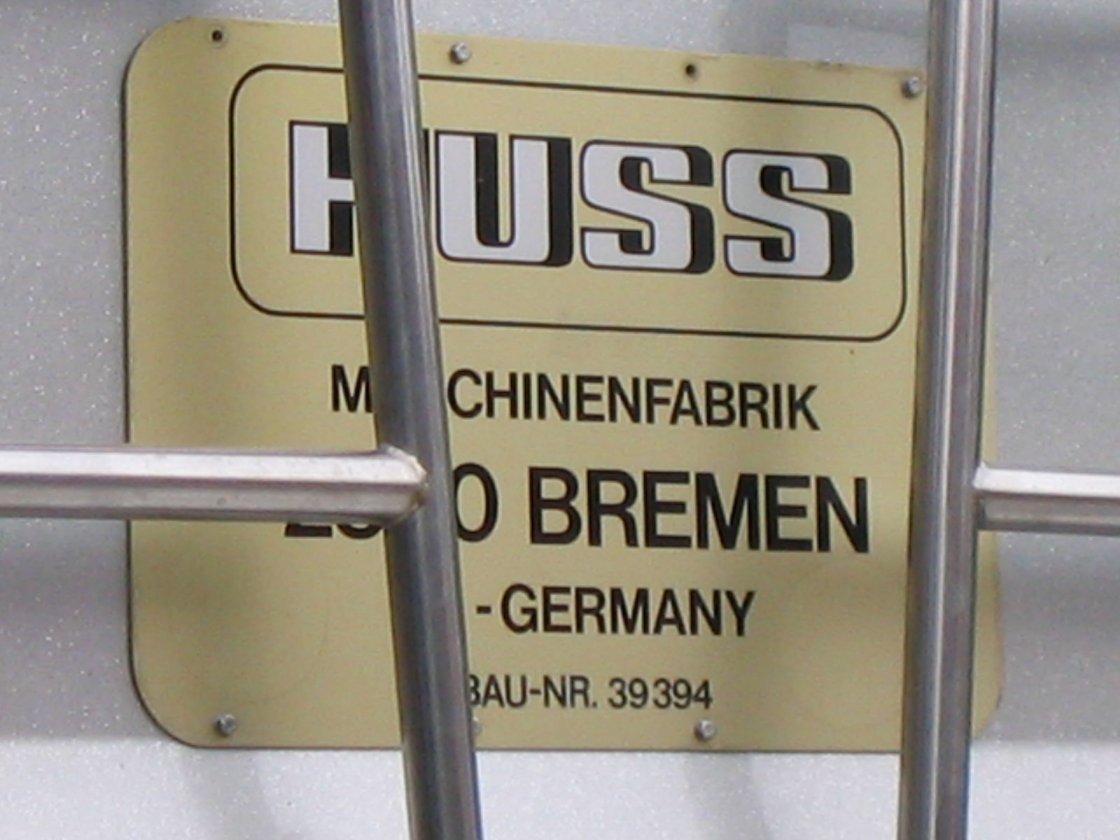 HUSS
MASCHINENFABRIK
BREMEN
-GERMANY
BAU-NR. 39394